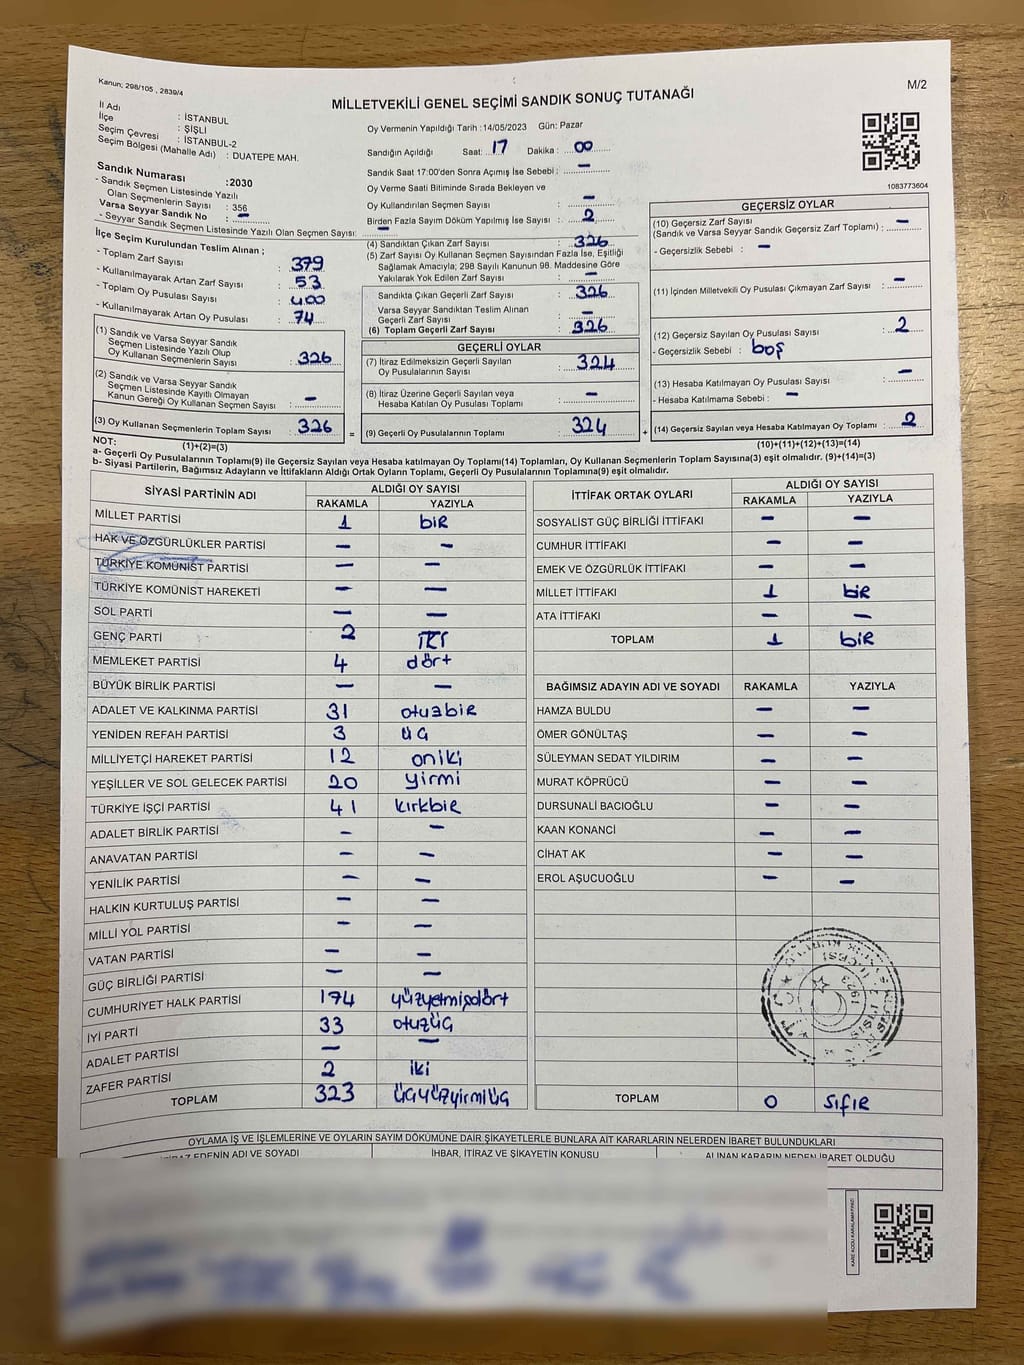 Kanun; 298/105 , 2839/4
M/2
MİLLETVEKİLİ GENEL SEÇİMİ SANDIK SONUÇ TUTANAĞI
İl Adı : İSTANBUL
İlçe : ŞİŞLİ
Seçim Çevresi : İSTANBUL-2
Seçim Bölgesi (Mahalle Adı) : DUATEPE MAH.
Sandık Numarası :2030
- Sandık Seçmen Listesinde Yazılı
Olan Seçmenlerin Sayısı : 356
Varsa Seyyar Sandık No : –
- Seyyar Sandık Seçmen Listesinde Yazılı Olan Seçmen Sayısı: –
Oy Vermenin Yapıldığı Tarih :14/05/2023 Gün: Pazar
Sandığın Açıldığı Saat: 17 Dakika : 00
Sandık Saat 17:00'den Sonra Açımış İse Sebebi : –
Oy Verme Saati Bitiminde Sırada Bekleyen ve
Oy Kullandırılan Seçmen Sayısı : –
Birden Fazla Sayım Döküm Yapılmış İse Sayısı : 2
1083773604
İlçe Seçim Kurulundan Teslim Alınan ;
- Toplam Zarf Sayısı : 379
- Kullanılmayarak Artan Zarf Sayısı : 53
- Toplam Oy Pusulası Sayısı : 400
- Kullanılmayarak Artan Oy Pusulası : 74
(1) Sandık ve Varsa Seyyar Sandık
Seçmen Listesinde Yazılı Olup
Oy Kullanan Seçmenlerin Sayısı : 326
(2) Sandık ve Varsa Seyyar Sandık
Seçmen Listesinde Kayıtlı Olmayan
Kanun Gereği Oy Kullanan Seçmen Sayısı : –
(3) Oy Kullanan Seçmenlerin Toplam Sayısı : 326
(4) Sandıktan Çıkan Zarf Sayısı : 326
(5) Zarf Sayısı Oy Kullanan Seçmen Sayısından Fazla İse, Eşitliği
Sağlamak Amacıyla; 298 Sayılı Kanunun 98. Maddesine Göre
Yakılarak Yok Edilen Zarf Sayısı : –
Sandıkta Çıkan Geçerli Zarf Sayısı : 326
Varsa Seyyar Sandıktan Teslim Alınan
Geçerli Zarf Sayısı : –
(6) Toplam Geçerli Zarf Sayısı : 326
GEÇERLİ OYLAR
(7) İtiraz Edilmeksizin Geçerli Sayılan
Oy Pusulalarının Sayısı : 324
(8) İtiraz Üzerine Geçerli Sayılan veya
Hesaba Katılan Oy Pusulası Toplamı : –
= (9) Geçerli Oy Pusulalarının Toplamı : 324 +
GEÇERSİZ OYLAR
(10) Geçersiz Zarf Sayısı
(Sandık ve Varsa Seyyar Sandık Geçersiz Zarf Toplamı) : –
- Geçersizlik Sebebi : –
(11) İçinden Milletvekili Oy Pusulası Çıkmayan Zarf Sayısı : –
(12) Geçersiz Sayılan Oy Pusulası Sayısı : 2
- Geçersizlik Sebebi : boş
(13) Hesaba Katılmayan Oy Pusulası Sayısı : –
- Hesaba Katılmama Sebebi : –
(14) Geçersiz Sayılan veya Hesaba Katılmayan Oy Toplamı : 2
NOT: (1)+(2)=(3) (10)+(11)+(12)+(13)=(14)
a- Geçerli Oy Pusulalarının Toplamı(9) ile Geçersiz Sayılan veya Hesaba katılmayan Oy Toplamı(14) Toplamları, Oy Kullanan Seçmenlerin Toplam Sayısına(3) eşit olmalıdır. (9)+(14)=(3)
b- Siyasi Partilerin, Bağımsız Adayların ve İttifakların Aldığı Ortak Oyların Toplamı, Geçerli Oy Pusulalarının Toplamına(9) eşit olmalıdır.
SİYASİ PARTİNİN ADI ALDIĞI OY SAYISI
RAKAMLA YAZIYLA
MİLLET PARTİSİ 1 bir
HAK VE ÖZGÜRLÜKLER PARTİSİ – –
TÜRKİYE KOMÜNİST PARTİSİ – –
TÜRKİYE KOMÜNİST HAREKETİ – –
SOL PARTİ – –
GENÇ PARTİ 2
MEMLEKET PARTİSİ 4 dört
BÜYÜK BİRLİK PARTİSİ – –
ADALET VE KALKINMA PARTİSİ 31 otuzbir
YENİDEN REFAH PARTİSİ 3 üç
MİLLİYETÇİ HAREKET PARTİSİ 12 oniki
YEŞİLLER VE SOL GELECEK PARTİSİ 20 yirmi
TÜRKİYE İŞÇİ PARTİSİ 41 kırkbir
ADALET BİRLİK PARTİSİ – –
ANAVATAN PARTİSİ – –
YENİLİK PARTİSİ – –
HALKIN KURTULUŞ PARTİSİ – –
MİLLİ YOL PARTİSİ – –
VATAN PARTİSİ – –
GÜÇ BİRLİĞİ PARTİSİ – –
CUMHURİYET HALK PARTİSİ 174 yüzyetmişdört
İYİ PARTİ 33 otuzüç
ADALET PARTİSİ – –
ZAFER PARTİSİ 2 iki
TOPLAM 323 üçyüzyirmiüç
İTTİFAK ORTAK OYLARI ALDIĞI OY SAYISI
RAKAMLA YAZIYLA
SOSYALİST GÜÇ BİRLİĞİ İTTİFAKI – –
CUMHUR İTTİFAKI – –
EMEK VE ÖZGÜRLÜK İTTİFAKI – –
MİLLET İTTİFAKI 1 bir
ATA İTTİFAKI – –
TOPLAM 1 bir
BAĞIMSIZ ADAYIN ADI VE SOYADI RAKAMLA YAZIYLA
HAMZA BULDU – –
ÖMER GÖNÜLTAŞ – –
SÜLEYMAN SEDAT YILDIRIM – –
MURAT KÖPRÜCÜ – –
DURSUNALİ BACIOĞLU – –
KAAN KONANCİ – –
CİHAT AK – –
EROL AŞUCUOĞLU – –
TOPLAM 0 sıfır
OYLAMA İŞ VE İŞLEMLERİNE VE OYLARIN SAYIM DÖKÜMÜNE DAİR ŞİKAYETLERLE BUNLARA AİT KARARLARIN NELERDEN İBARET BULUNDUKLARI
EDENİN ADI VE SOYADI İHBAR, İTİRAZ VE ŞİKAYETİN KONUSU ALINAN KARARIN NEDEN İBARET OLDUĞU
KARE KODU KARALAMAYINIZ!